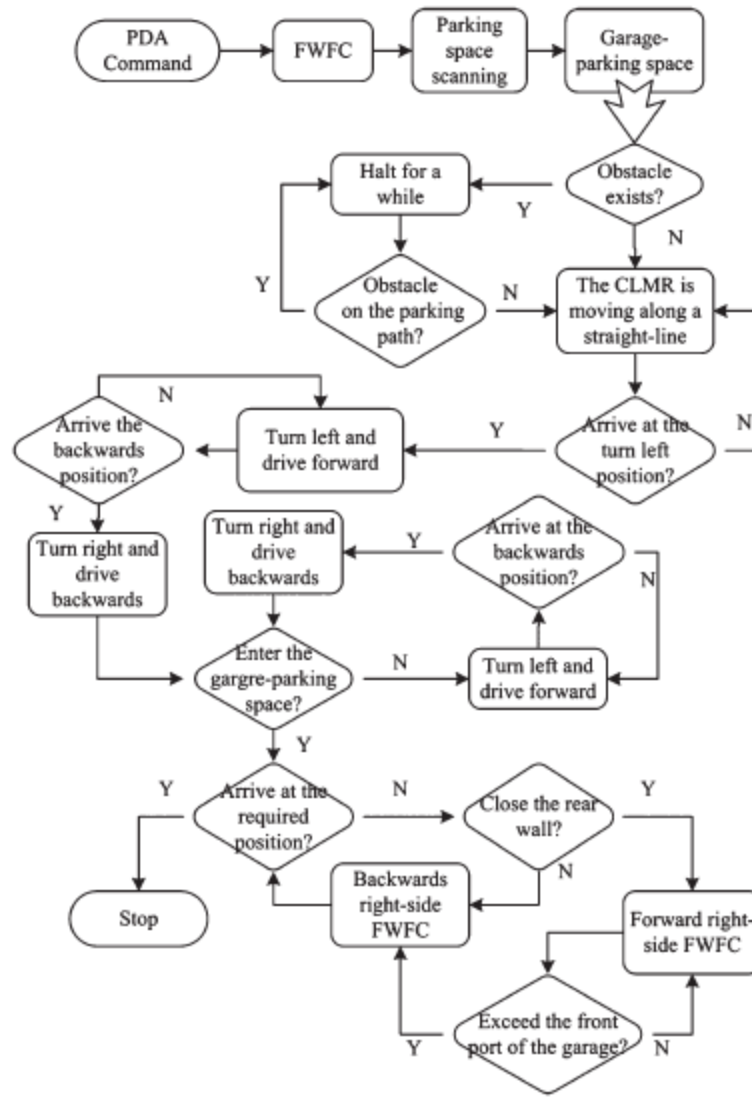 PDA
Command
FWFC
Parking
space
scanning
Garage-
parking space
Halt for a
while
Obstacle
exists?
Y
N
Y
Obstacle
on the parking
path?
N
The CLMR is
moving along a
straight-line
N
Arrive the
backwards
position?
Turn left and
drive forward
Y
Arrive at the
turn left
position?
N
Y
Turn right and
drive
backwards
Turn right and
drive
backwards
Y
Arrive at the
backwards
position?
N
Enter the
gargre-parking
space?
N
Turn left and
drive forward
Y
Y
Arrive at the
required
position?
N
Close the rear
wall?
Y
N
Stop
Backwards
right-side
FWFC
Forward right-
side FWFC
Y
Exceed the front
port of the garage?
N